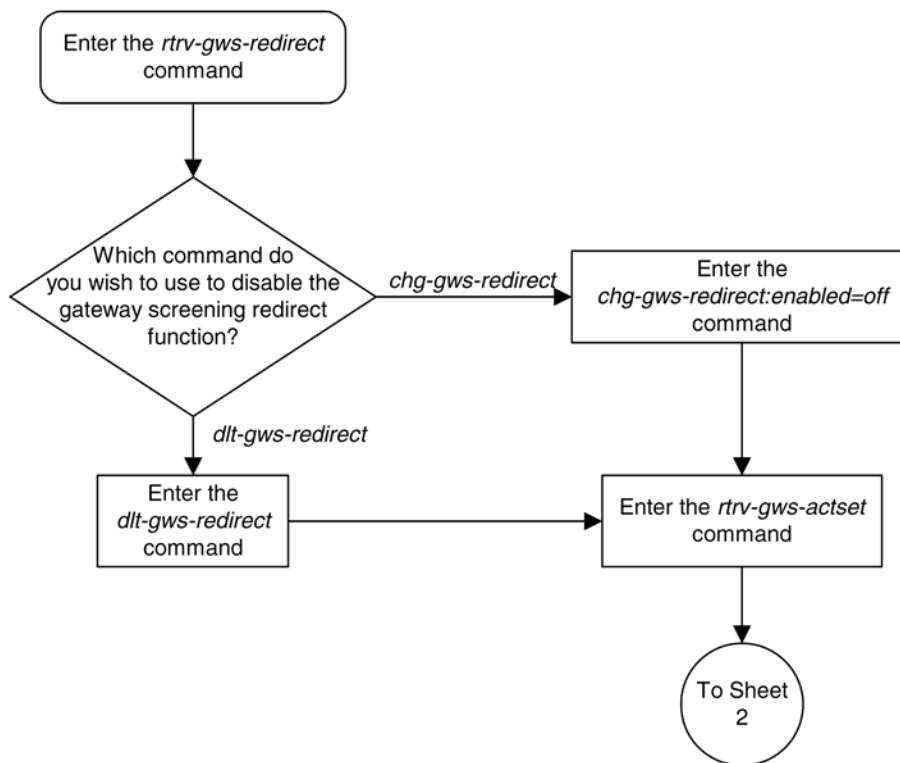 Enter the rtrv-gws-redirect
command
Which command do
you wish to use to disable the
gateway screening redirect
function?
chg-gws-redirect
Enter the
chg-gws-redirect:enabled=off
command
dlt-gws-redirect
Enter the
dlt-gws-redirect
command
Enter the rtrv-gws-actset
command
To Sheet
2